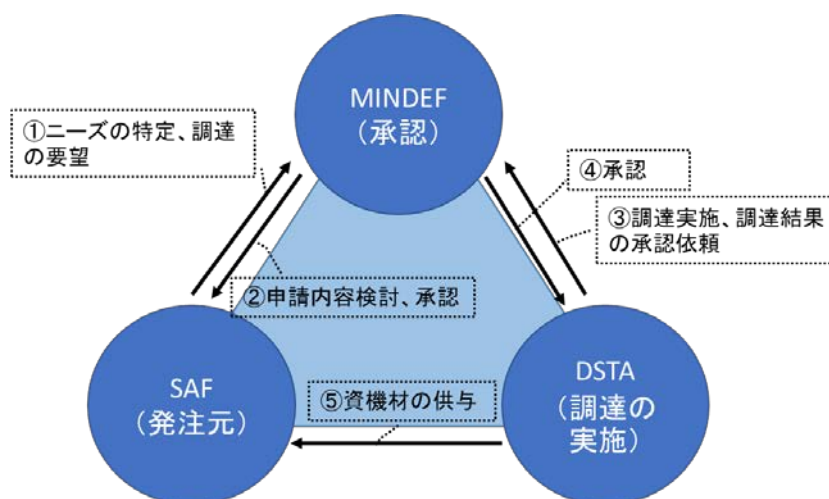 MINDEF
（承認）
①ニーズの特定、調達
の要望
④承認
③調達実施、調達結果
の承認依頼
②申請内容検討、承認
SAF
（発注元）
⑤資機材の供与
DSTA
（調達の
実施）